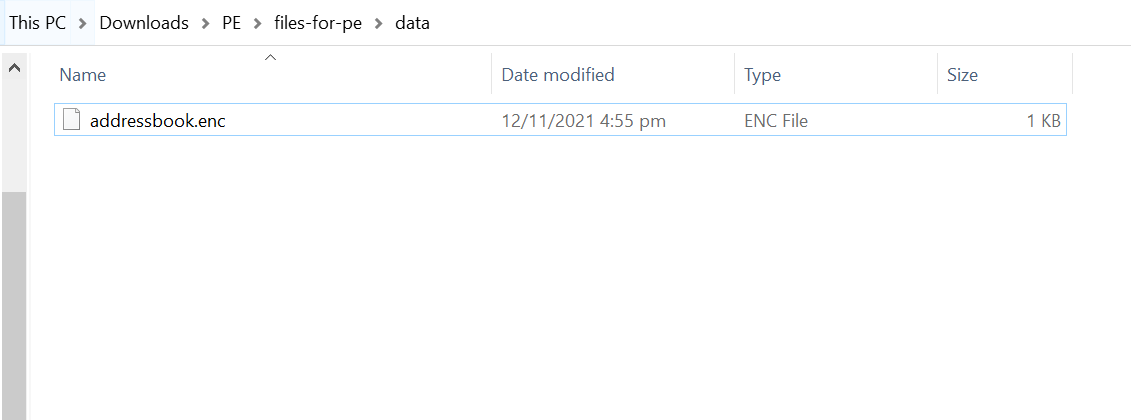 This PC > Downloads > PE > files-for-pe > data
Name Date modified Type Size
addressbook.enc 12/11/2021 4:55 pm ENC File 1 KB